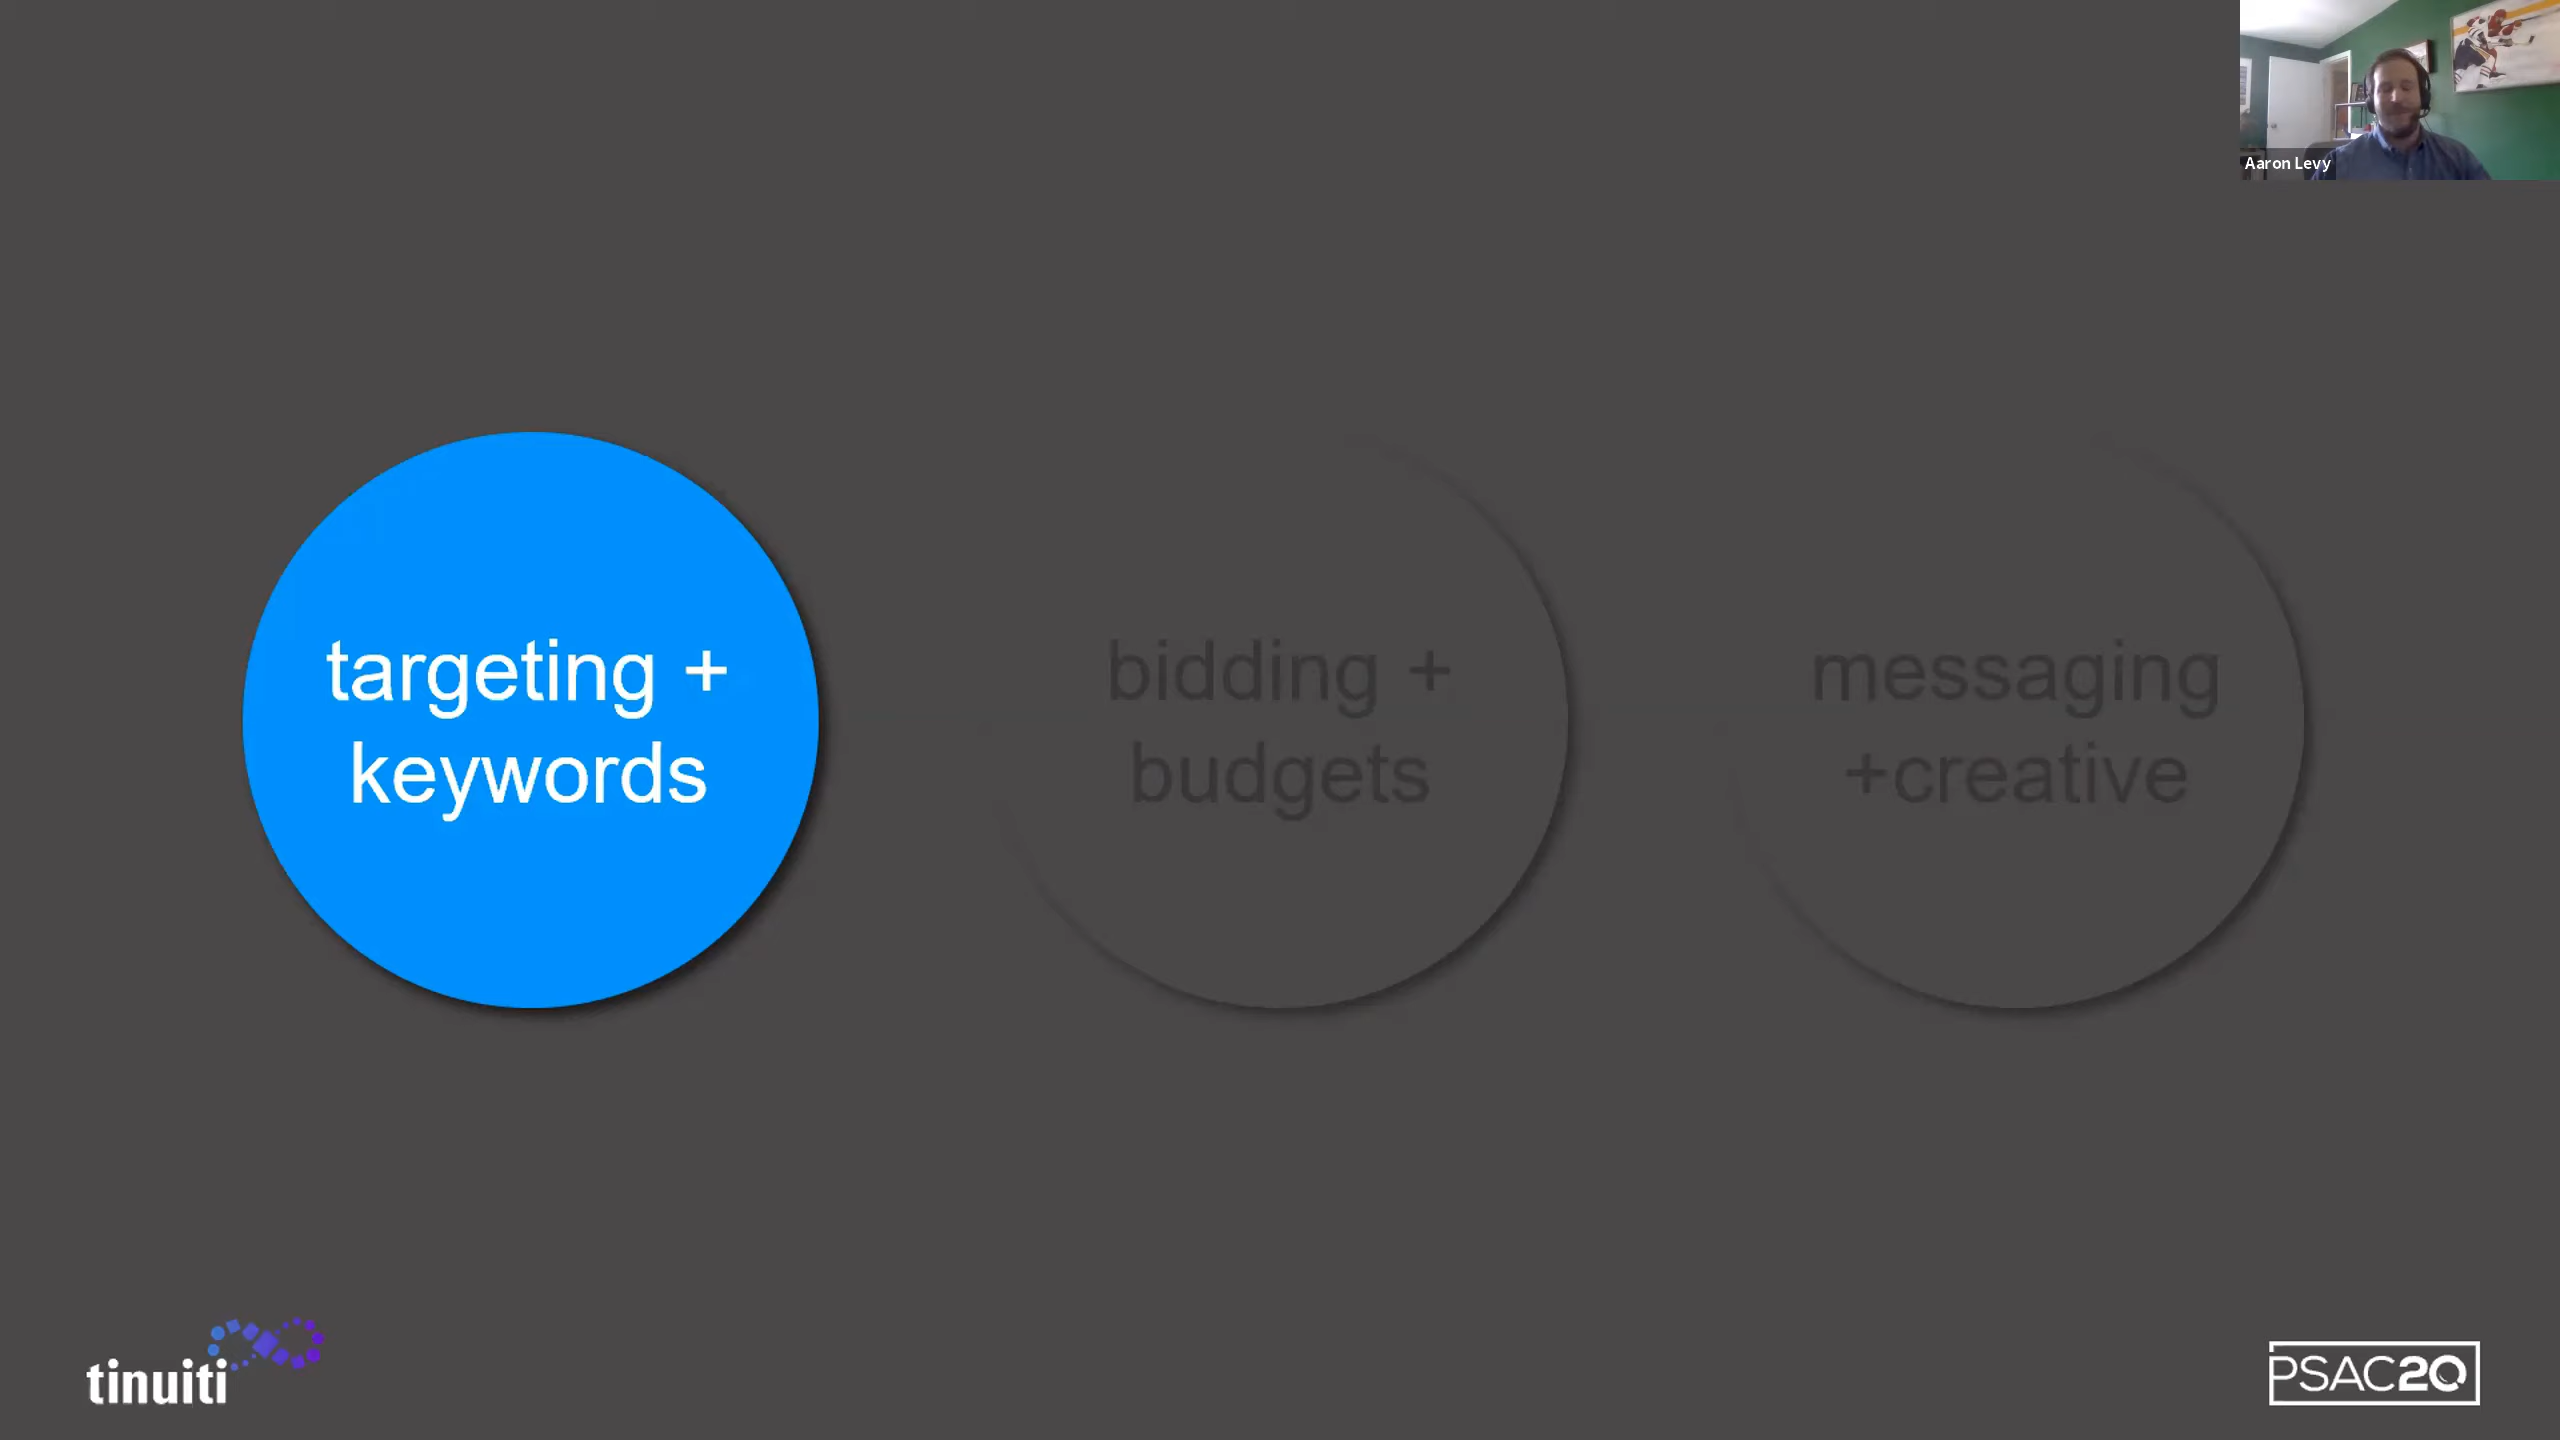 Aaron Levy
targeting +
keywords
bidding +
budgets
messaging
+creative
tinuiti
PSAC20